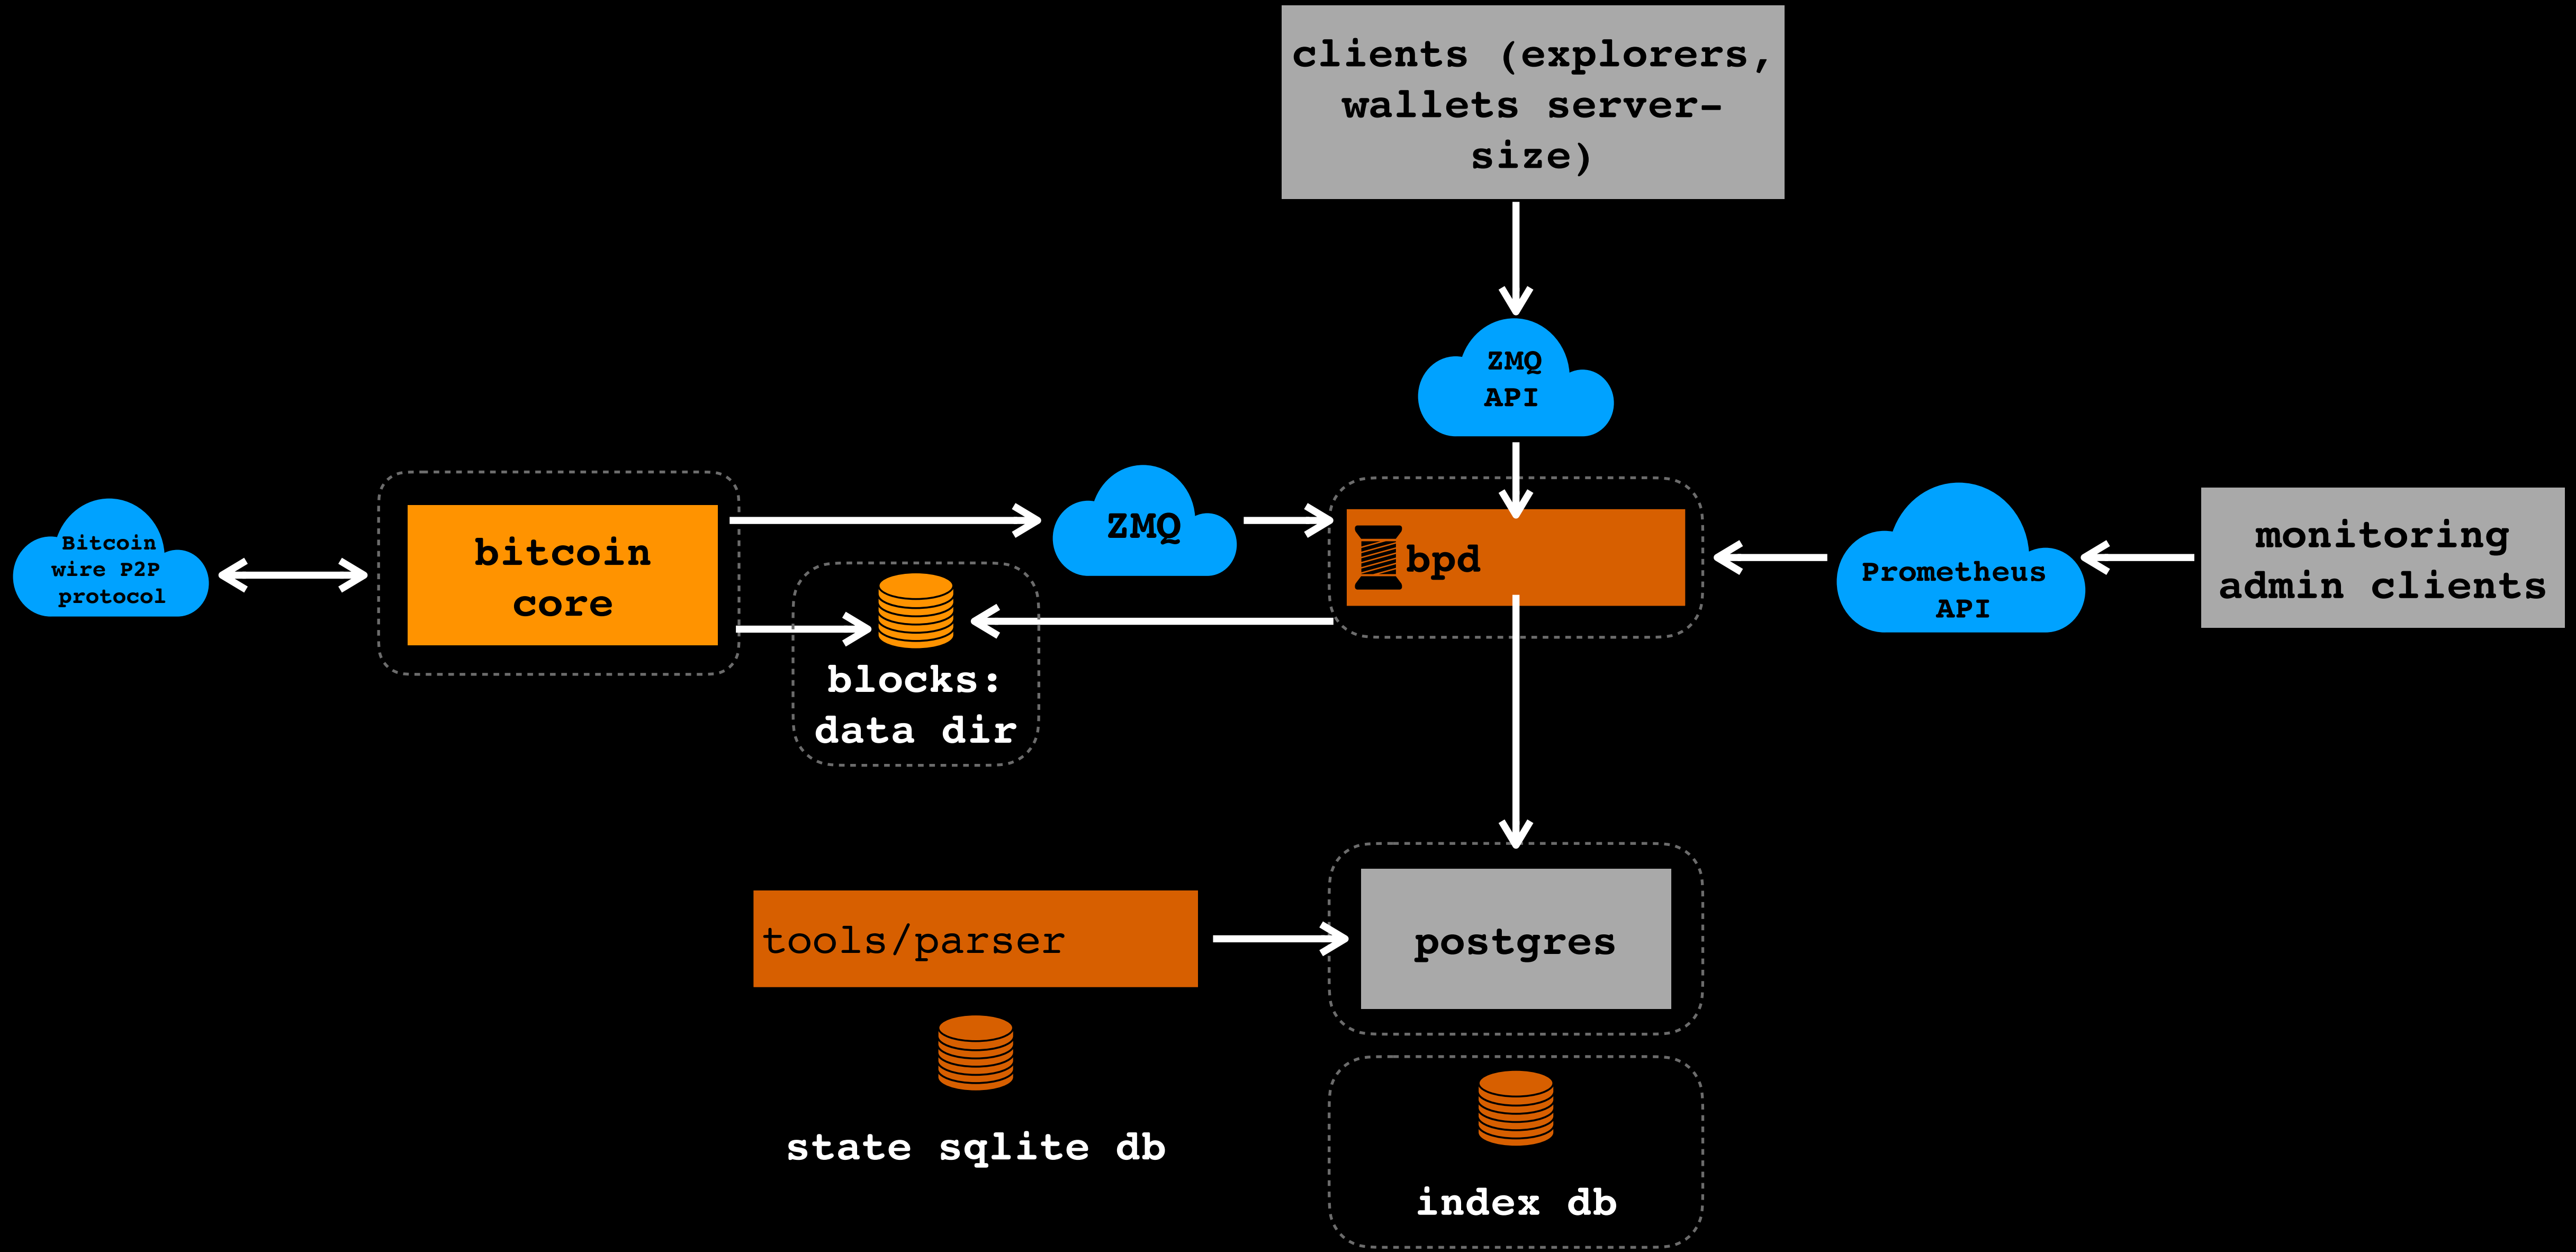 clients (explorers,
wallets server-
size)
ZMQ
API
Bitcoin
wire P2P
protocol
bitcoin
core
ZMQ
bpd
Prometheus
API
monitoring
admin clients
blocks:
data dir
tools/parser
postgres
state sqlite db
index db